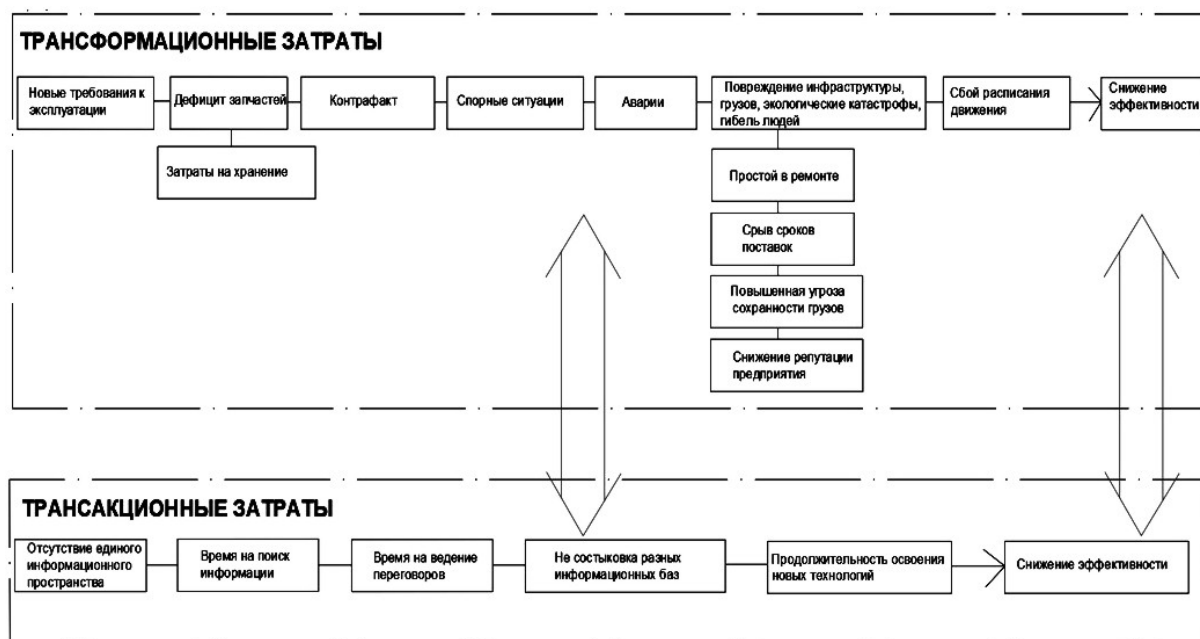 ТРАНСФОРМАЦИОННЫЕ ЗАТРАТЫ
Новые требования к
эксплуатации
Дефицит запчастей
Контрафакт
Спорные ситуации
Аварии
Повреждение инфраструктуры,
грузов, экологические катастрофы,
гибель людей
Сбой расписания
движения
Снижение
эффективности
Затраты на хранение
Простой в ремонте
Срыв сроков
поставок
Повышенная угроза
сохранности грузов
Снижение репутации
предприятия
ТРАНСАКЦИОННЫЕ ЗАТРАТЫ
Отсутствие единого
информационного
пространства
Время на поиск
информации
Время на ведение
переговоров
Не состыковка разных
информационных баз
Продолжительность освоения
новых технологий
Снижение эффективности